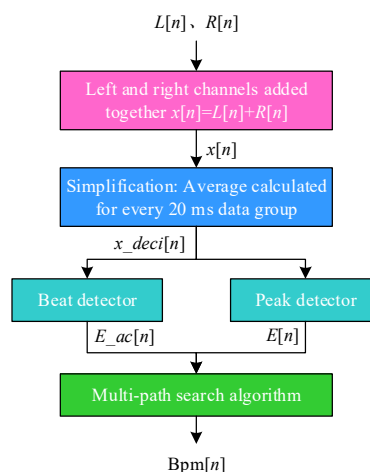 L[n]、R[n]
Left and right channels added
together x[n]=L[n]+R[n]
x[n]
Simplification: Average calculated
for every 20 ms data group
x_deci[n]
Beat detector
Peak detector
E_ac[n]
E[n]
Multi-path search algorithm
Bpm[n]